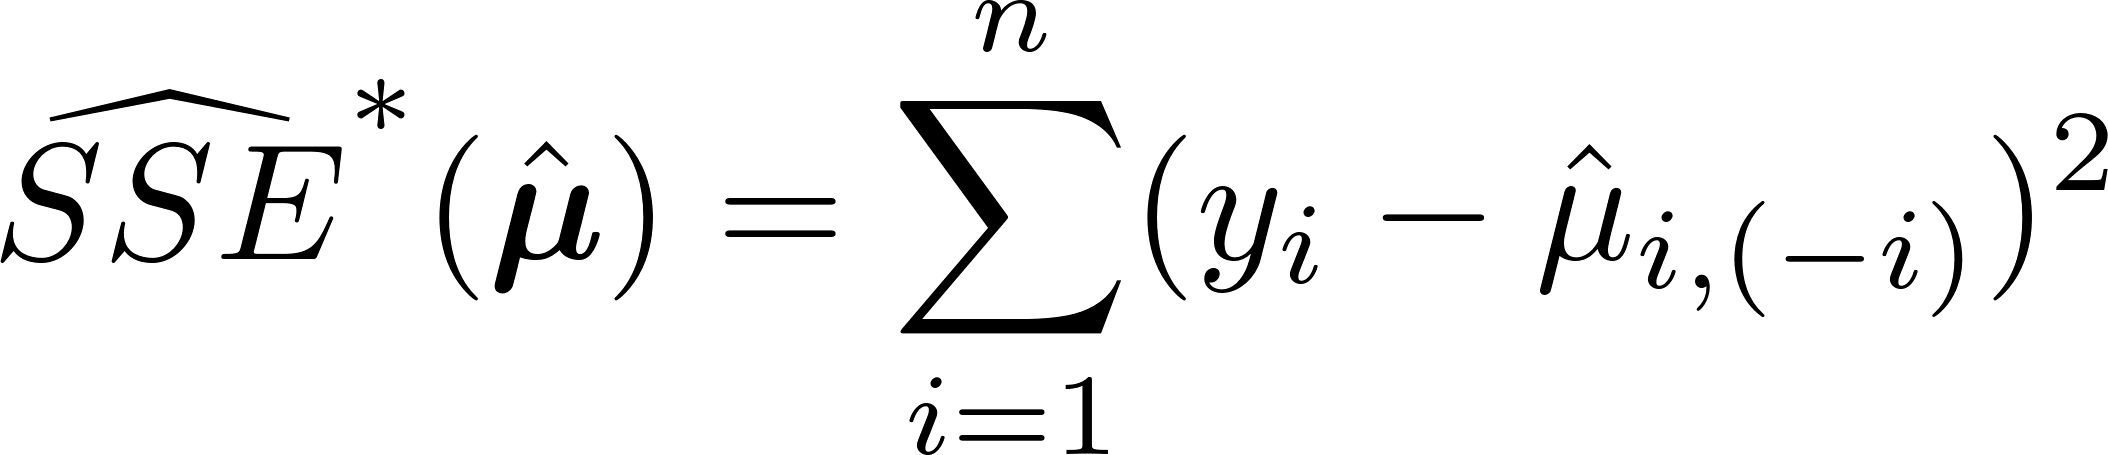 $\widehat{SSE}^*(\hat{\boldsymbol{\mu}}) = \sum_{i=1}^{n} (y_i - \hat{\mu}_{i,(-i)})^2$